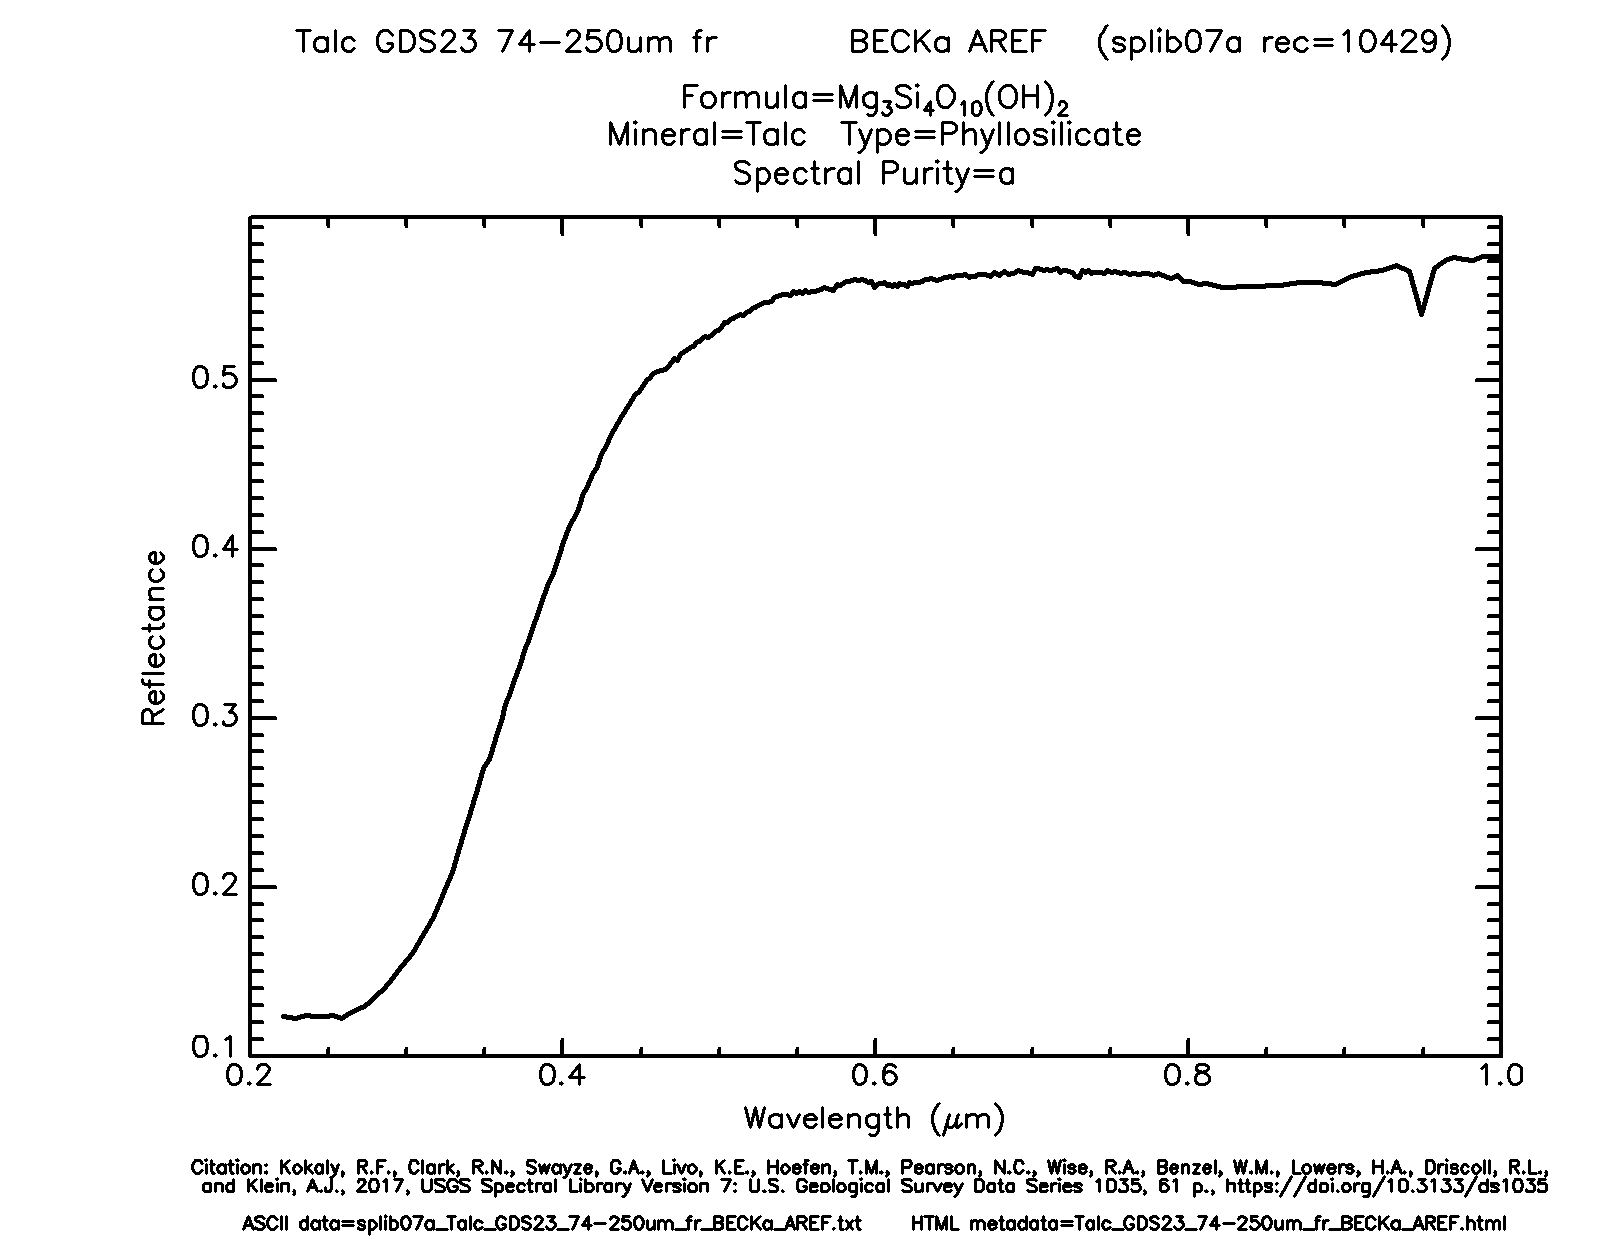 Talc GDS23 74-250um fr BECKa AREF (splib07a rec=10429)
Formula=Mg₃Si₄O₁₀(OH)₂
Mineral=Talc Type=Phyllosilicate
Spectral Purity=a
0.5
0.4
0.3
0.2
0.1
Reflectance
0.2 0.4 0.6 0.8 1.0
Wavelength (μm)
Citation: Kokaly, R.F., Clark, R.N., Swayze, G.A., Livo, K.E., Hoefen, T.M., Pearson, N.C., Wise, R.A., Benzel, W.M., Lowers, H.A., Driscoll, R.L.,
and Klein, A.J., 2017, USGS Spectral Library Version 7: U.S. Geological Survey Data Series 1035, 61 p., https://doi.org/10.3133/ds1035
ASCII data=splib07a_Talc_GDS23_74-250um_fr_BECKa_AREF.txt HTML metadata=Talc_GDS23_74-250um_fr_BECKa_AREF.html